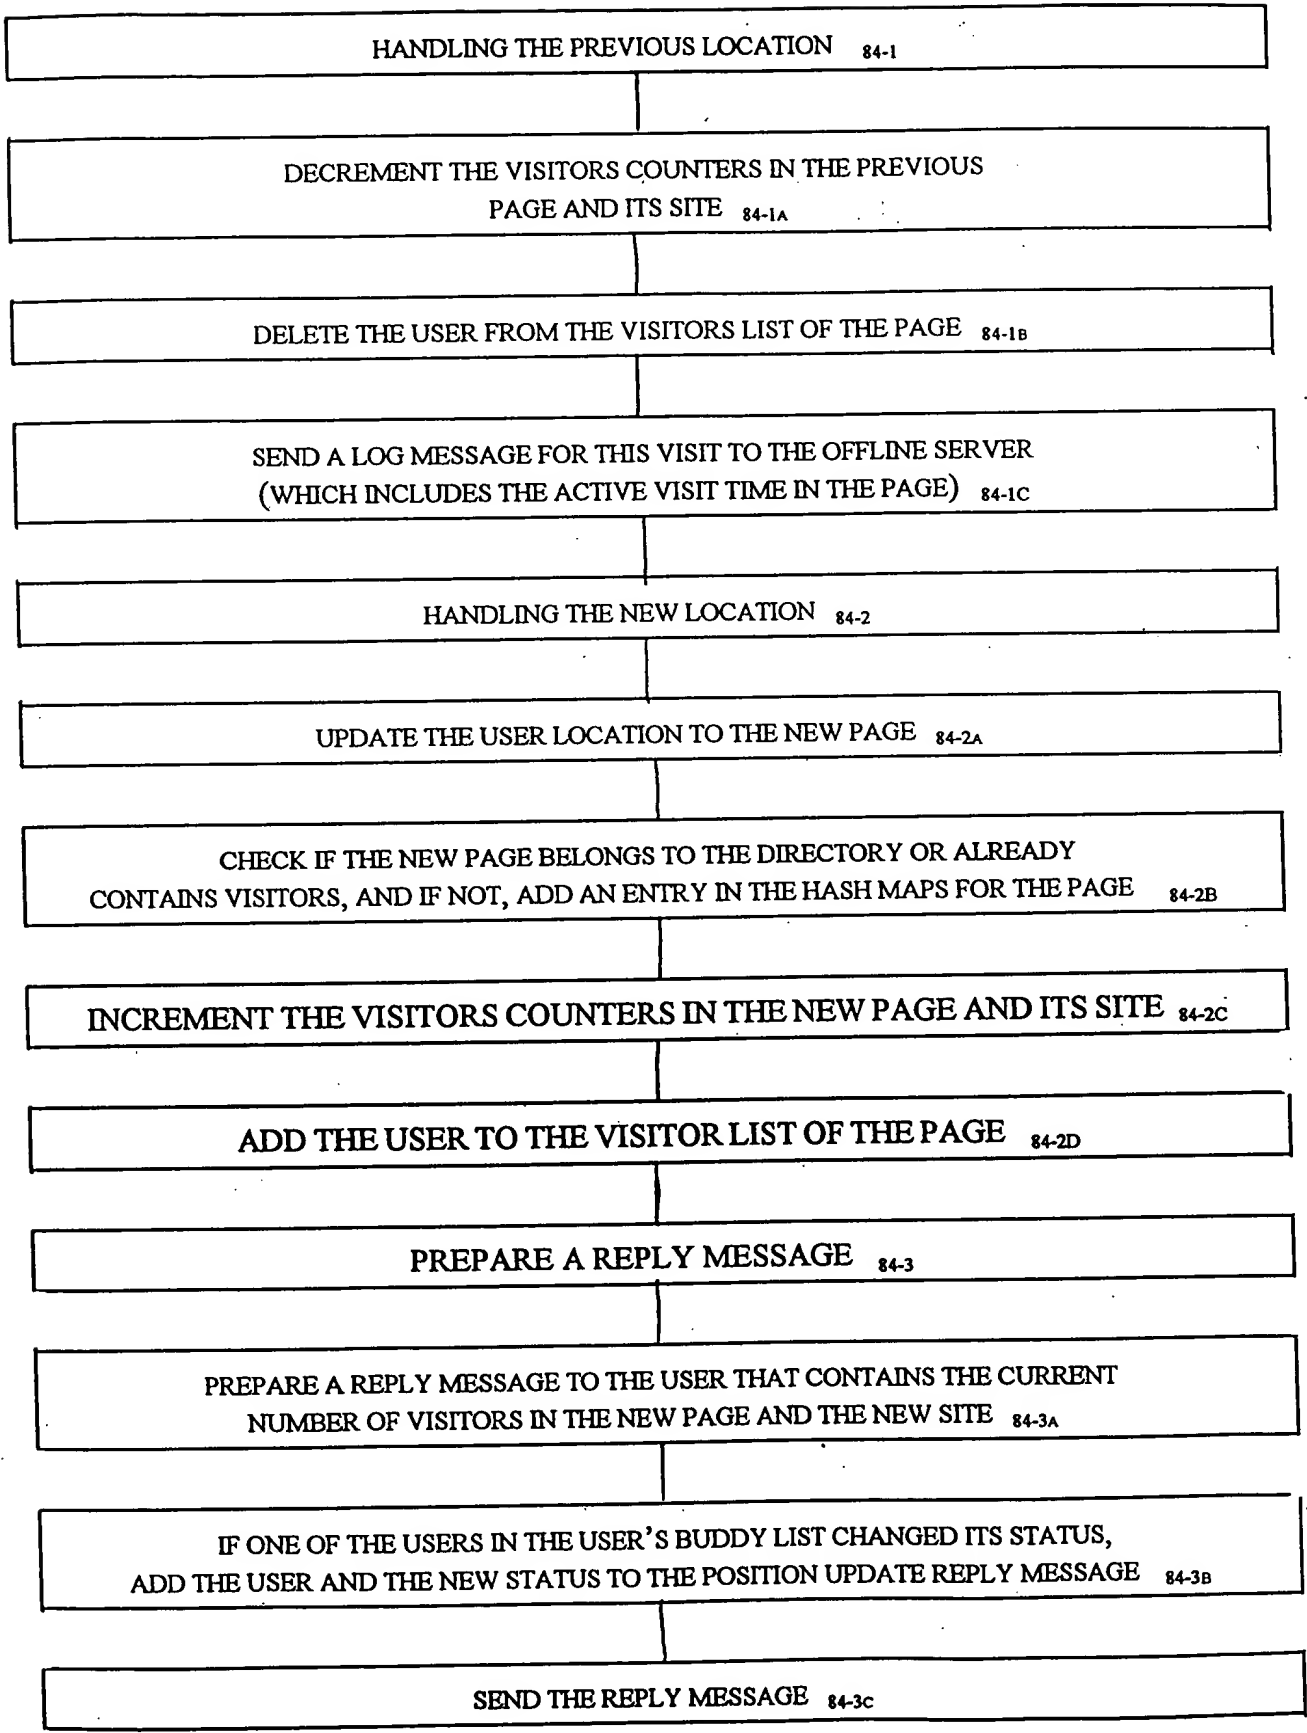 HANDLING THE PREVIOUS LOCATION 84-1
DECREMENT THE VISITORS COUNTERS IN THE PREVIOUS
PAGE AND ITS SITE 84-1A
DELETE THE USER FROM THE VISITORS LIST OF THE PAGE 84-1B
SEND A LOG MESSAGE FOR THIS VISIT TO THE OFFLINE SERVER
(WHICH INCLUDES THE ACTIVE VISIT TIME IN THE PAGE) 84-1C
HANDLING THE NEW LOCATION 84-2
UPDATE THE USER LOCATION TO THE NEW PAGE 84-2A
CHECK IF THE NEW PAGE BELONGS TO THE DIRECTORY OR ALREADY
CONTAINS VISITORS, AND IF NOT, ADD AN ENTRY IN THE HASH MAPS FOR THE PAGE 84-2B
INCREMENT THE VISITORS COUNTERS IN THE NEW PAGE AND ITS SITE 84-2C
ADD THE USER TO THE VISITOR LIST OF THE PAGE 84-2D
PREPARE A REPLY MESSAGE 84-3
PREPARE A REPLY MESSAGE TO THE USER THAT CONTAINS THE CURRENT
NUMBER OF VISITORS IN THE NEW PAGE AND THE NEW SITE 84-3A
IF ONE OF THE USERS IN THE USER'S BUDDY LIST CHANGED ITS STATUS,
ADD THE USER AND THE NEW STATUS TO THE POSITION UPDATE REPLY MESSAGE 84-3B
SEND THE REPLY MESSAGE 84-3C